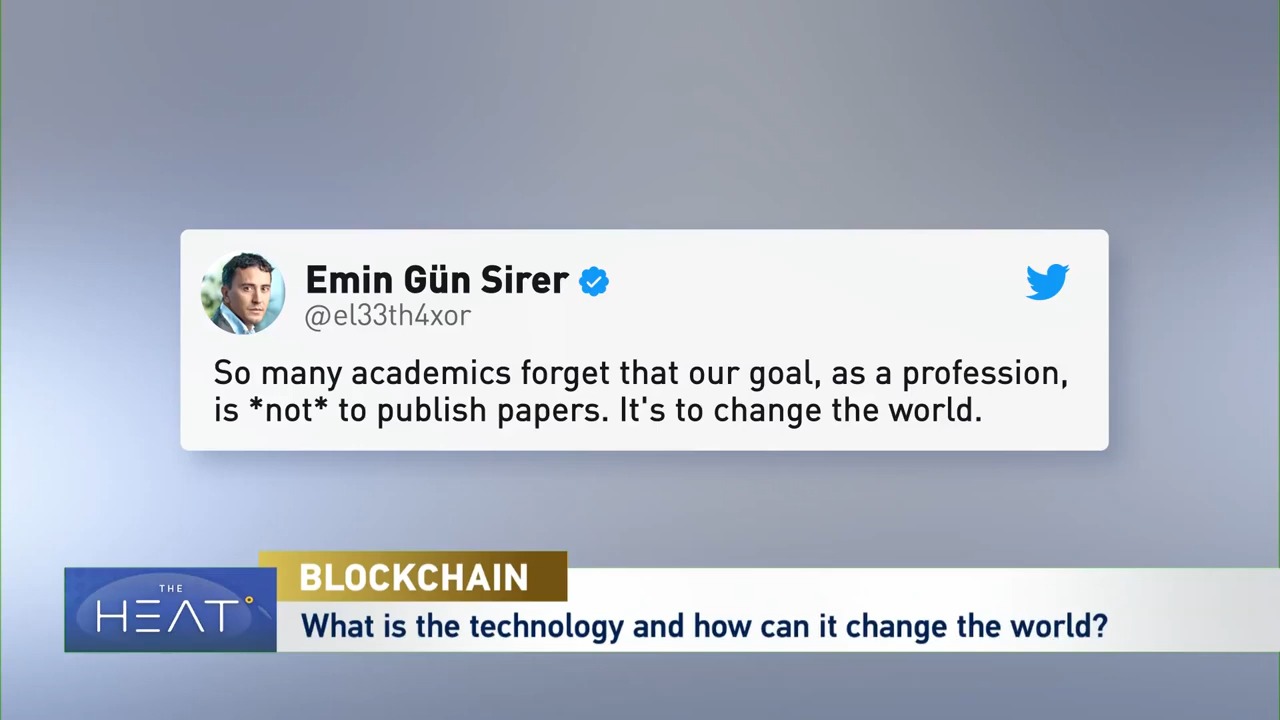 Emin Gün Sirer
@el33th4xor
So many academics forget that our goal, as a profession,
is *not* to publish papers. It's to change the world.
BLOCKCHAIN
THE
HEAT
What is the technology and how can it change the world?